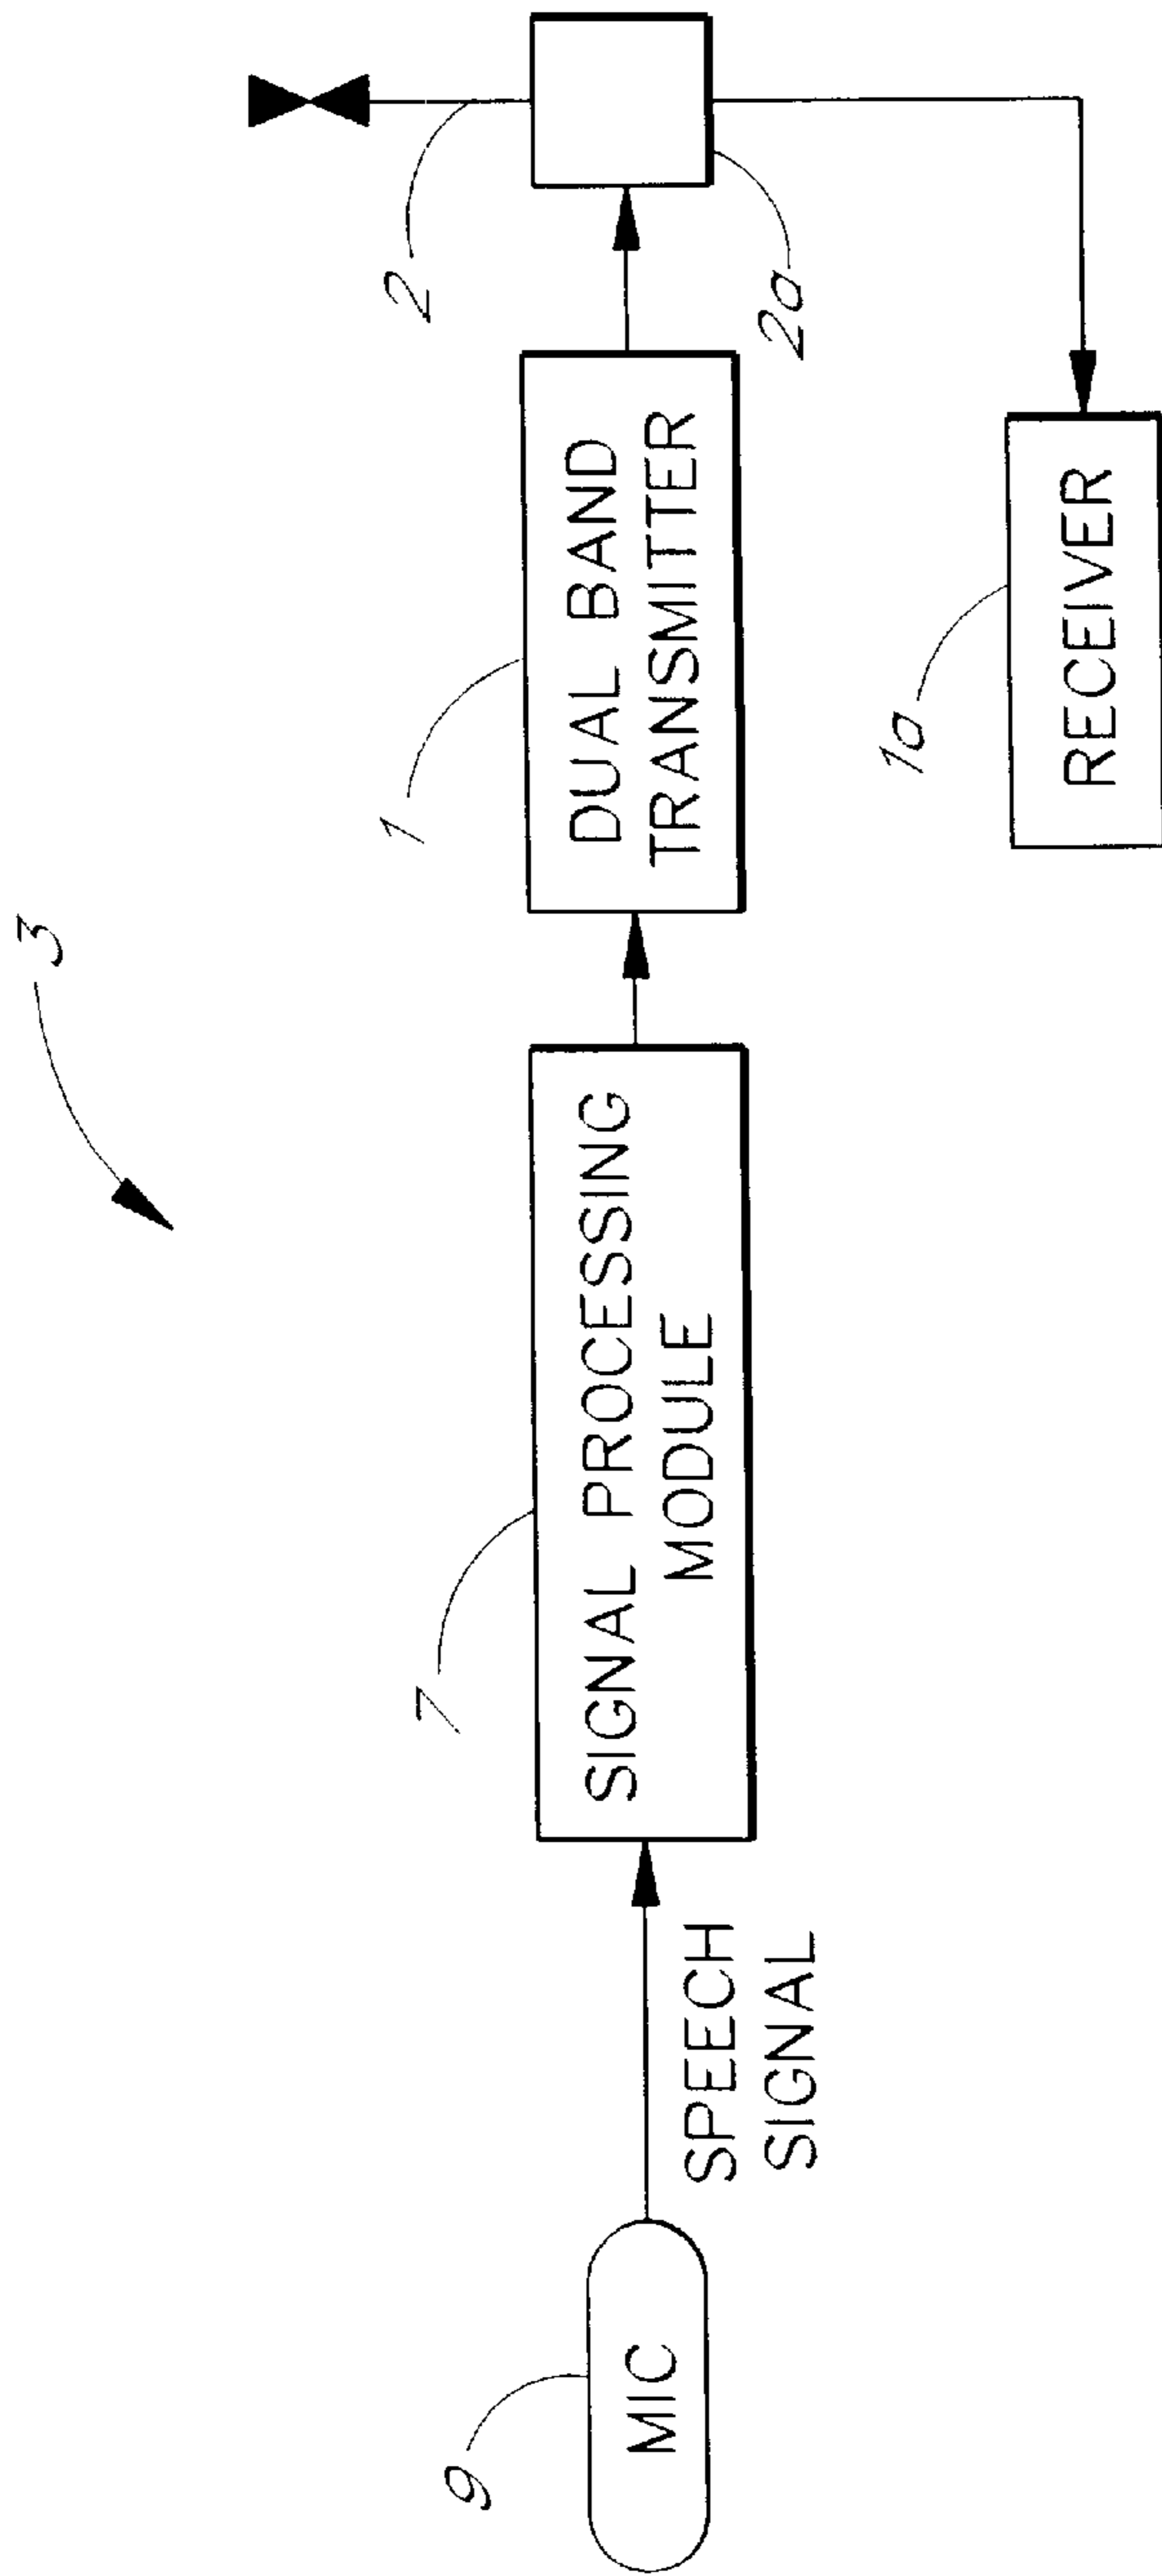 3
9
MIC
SPEECH
SIGNAL
7
SIGNAL PROCESSING
MODULE
1
DUAL BAND
TRANSMITTER
2
2a
1a
RECEIVER